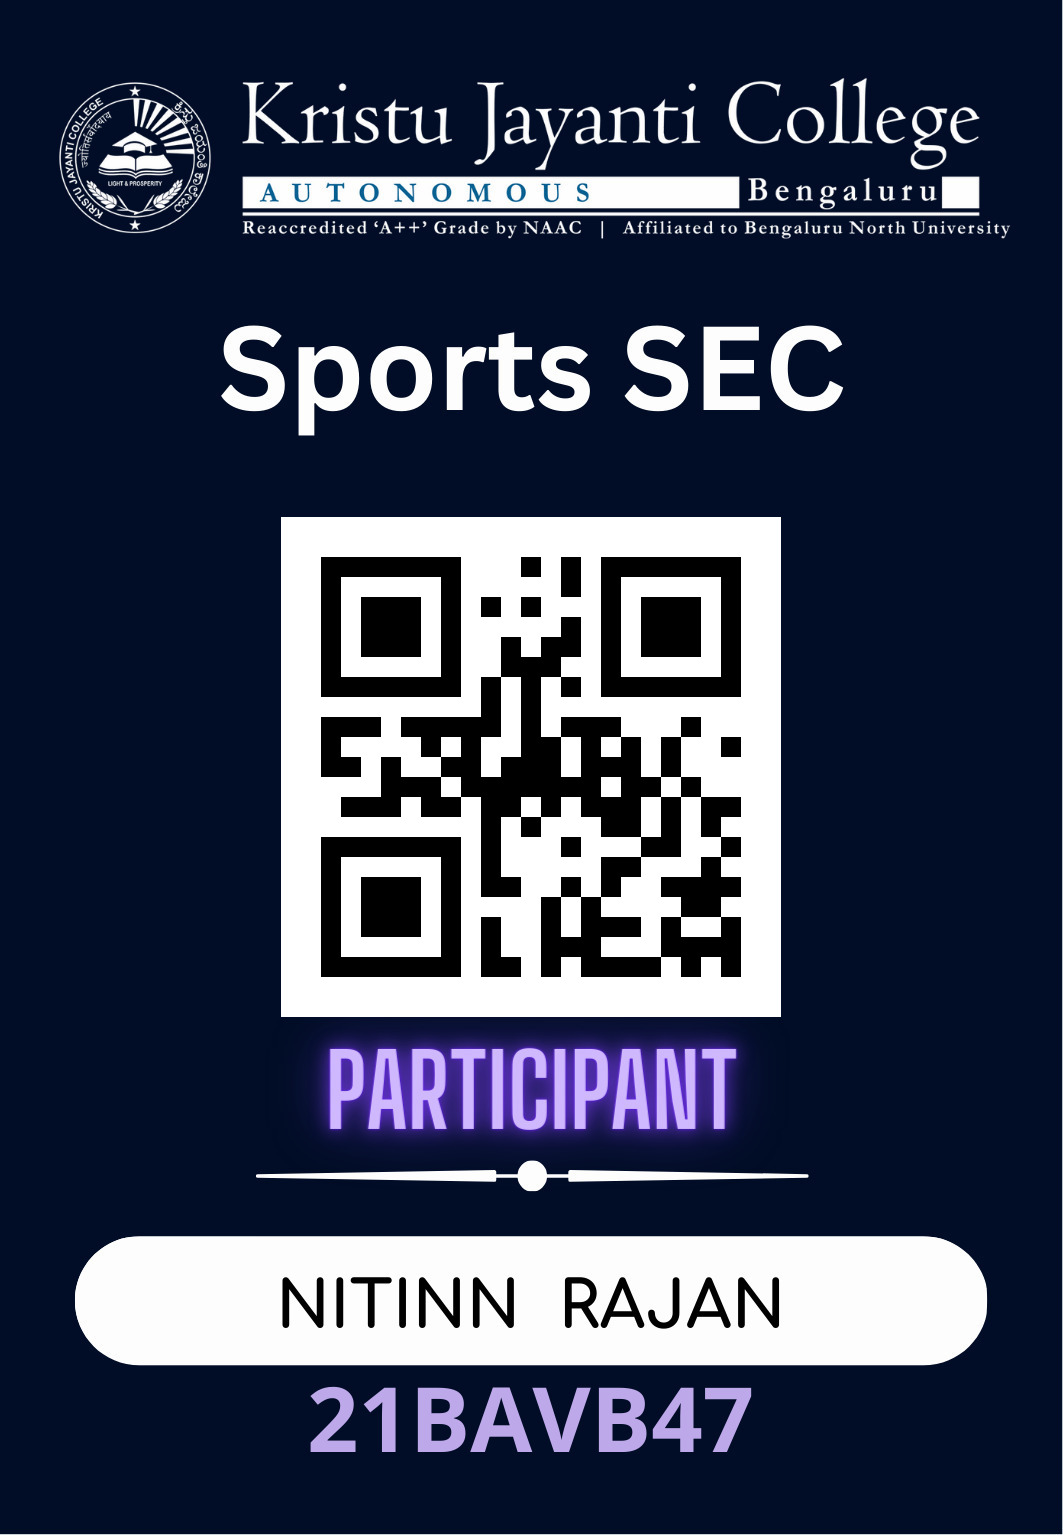 KRISTU JAYANTI COLLEGE
ಕ್ರಿಸ್ತು ಜಯಂತಿ ಕಾಲೇಜು
LIGHT & PROSPERITY
Kristu Jayanti College
AUTONOMOUS Bengaluru
Reaccredited ‘A++’ Grade by NAAC | Affiliated to Bengaluru North University
Sports SEC
PARTICIPANT
NITINN RAJAN
21BAVB47